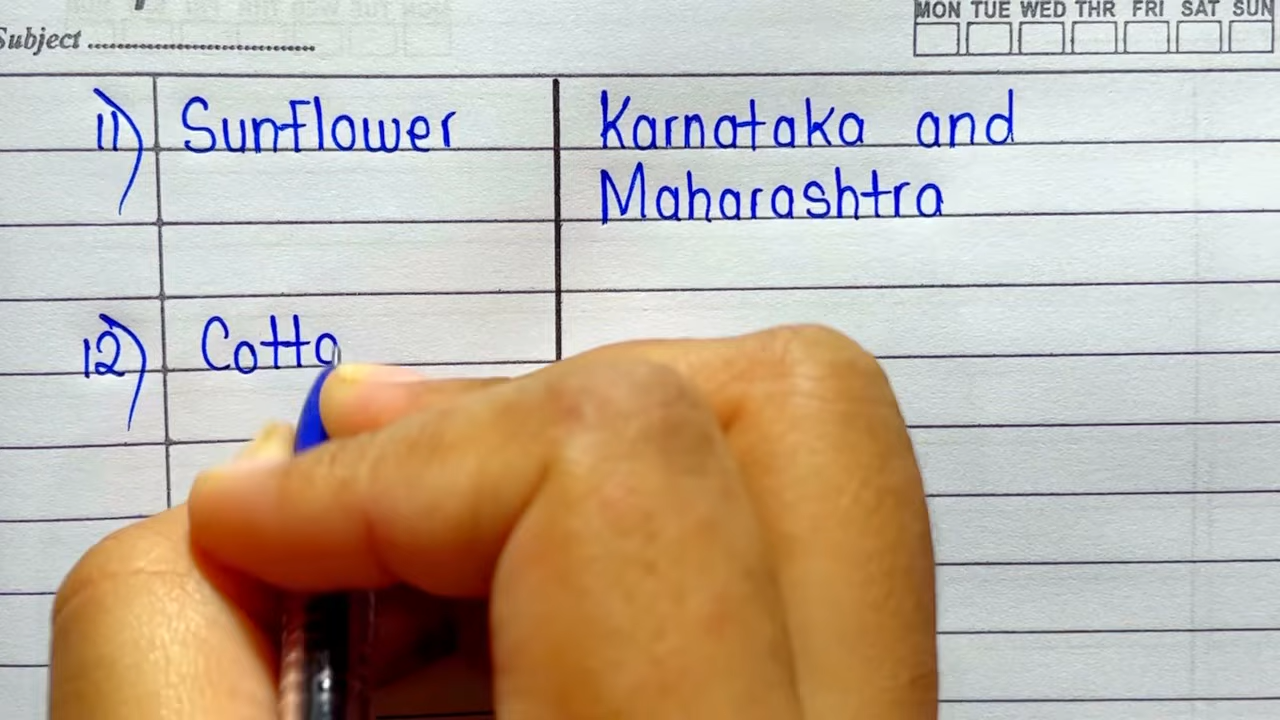 MON TUE WED THR FRI SAT SUN
Subject
11) Sunflower Karnataka and
Maharashtra
12) Cotto